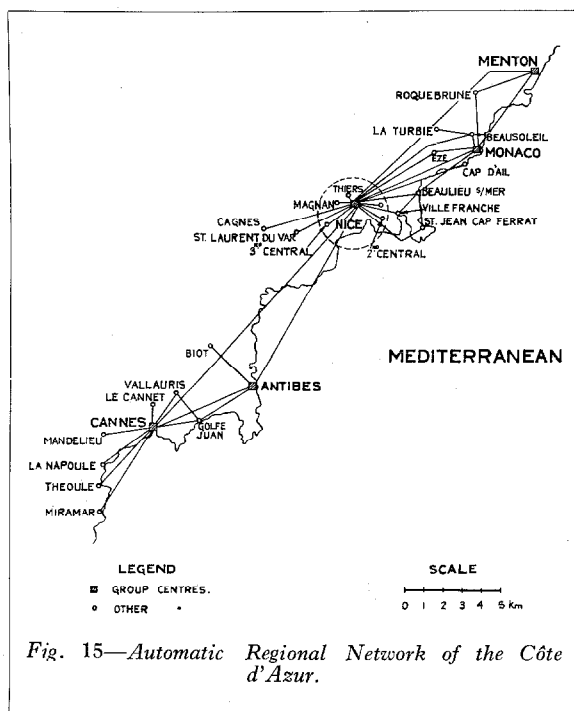 MENTON
ROQUEBRUNE
LA TURBIE
BEAUSOLEIL
EZE
MONACO
CAP D'AIL
THIERS
BEAULIEU S/MER
MAGNAN
VILLE FRANCHE
CAGNES
NICE
ST. JEAN CAP FERRAT
ST. LAURENT DU VAR
3RD CENTRAL
2ND CENTRAL
BIOT
MEDITERRANEAN
VALLAURIS
ANTIBES
LE CANNET
CANNES
GOLFE
JUAN
MANDELIEU
LA NAPOULE
THEOULE
MIRAMAR
LEGEND
GROUP CENTRES.
OTHER "
SCALE
0 1 2 3 4 5 Km
Fig. 15—Automatic Regional Network of the Côte
d'Azur.